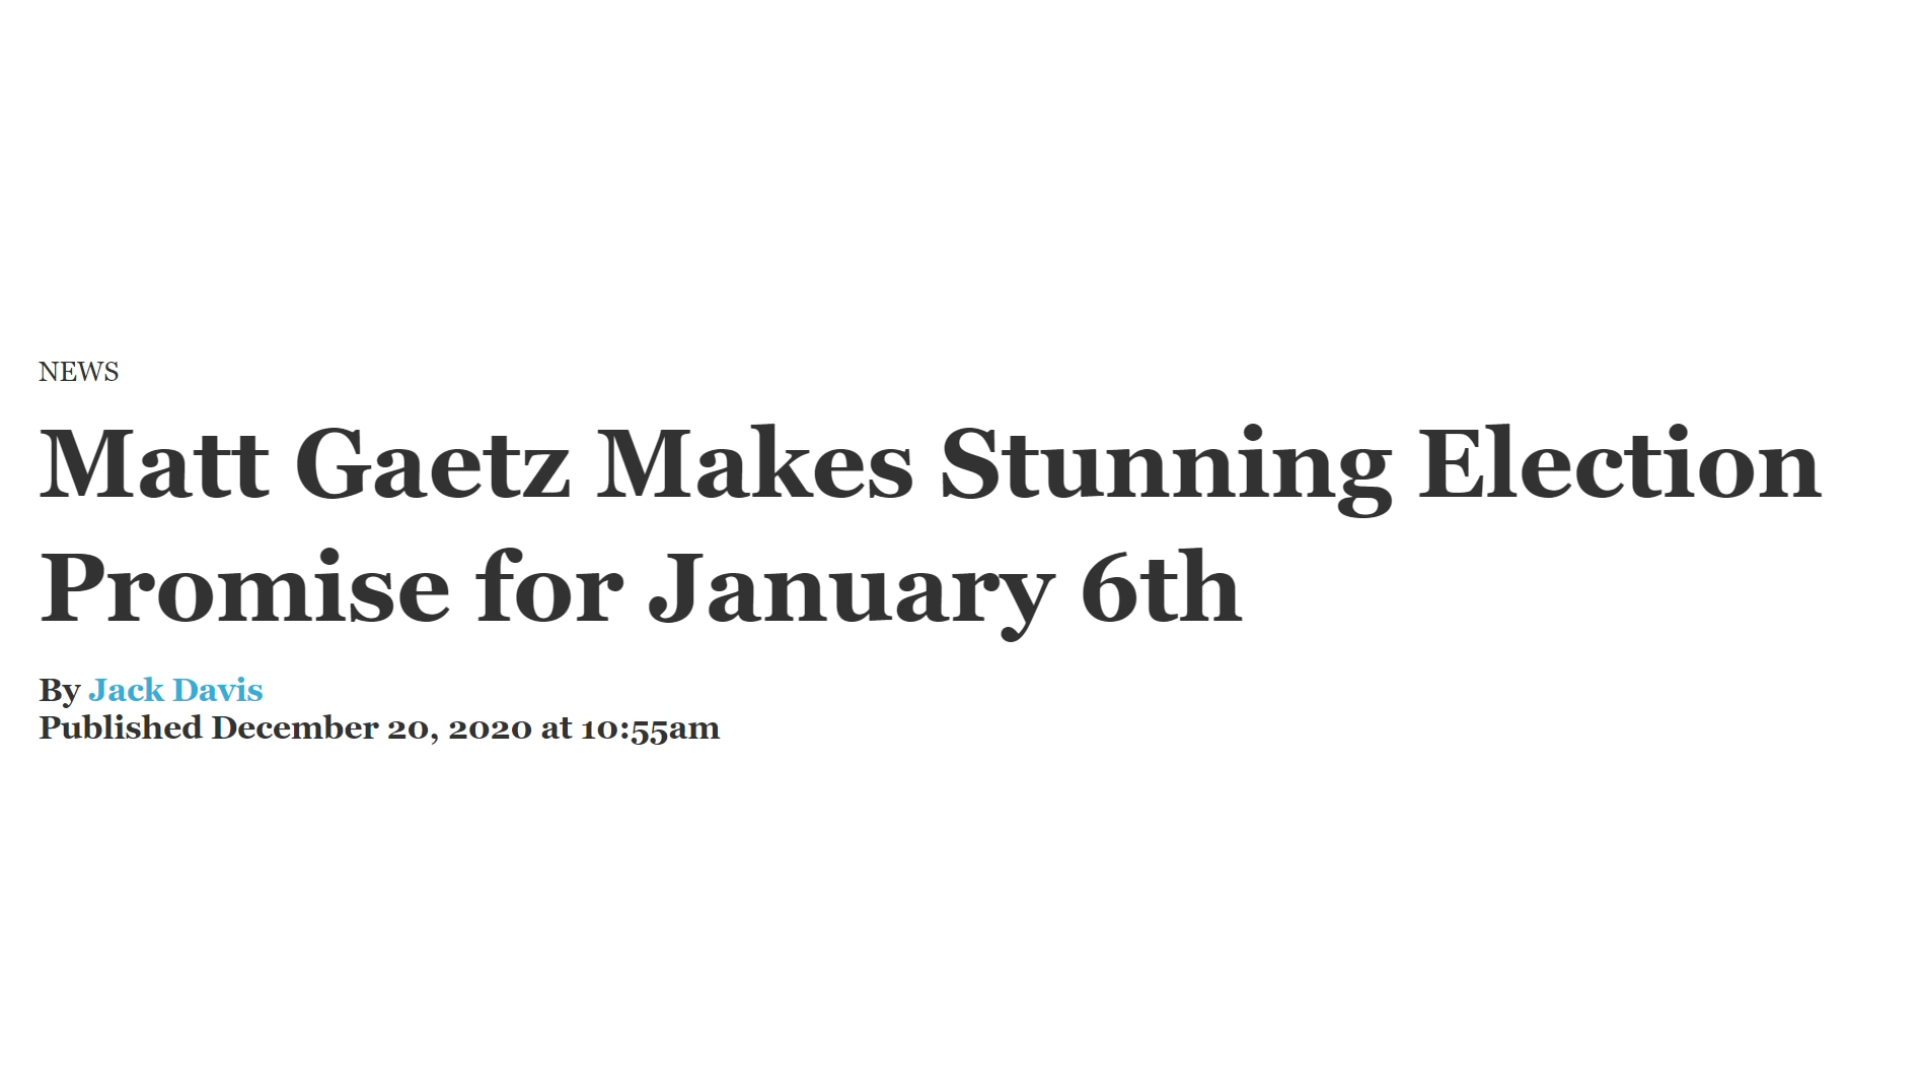 NEWS
Matt Gaetz Makes Stunning Election
Promise for January 6th
By Jack Davis
Published December 20, 2020 at 10:55am